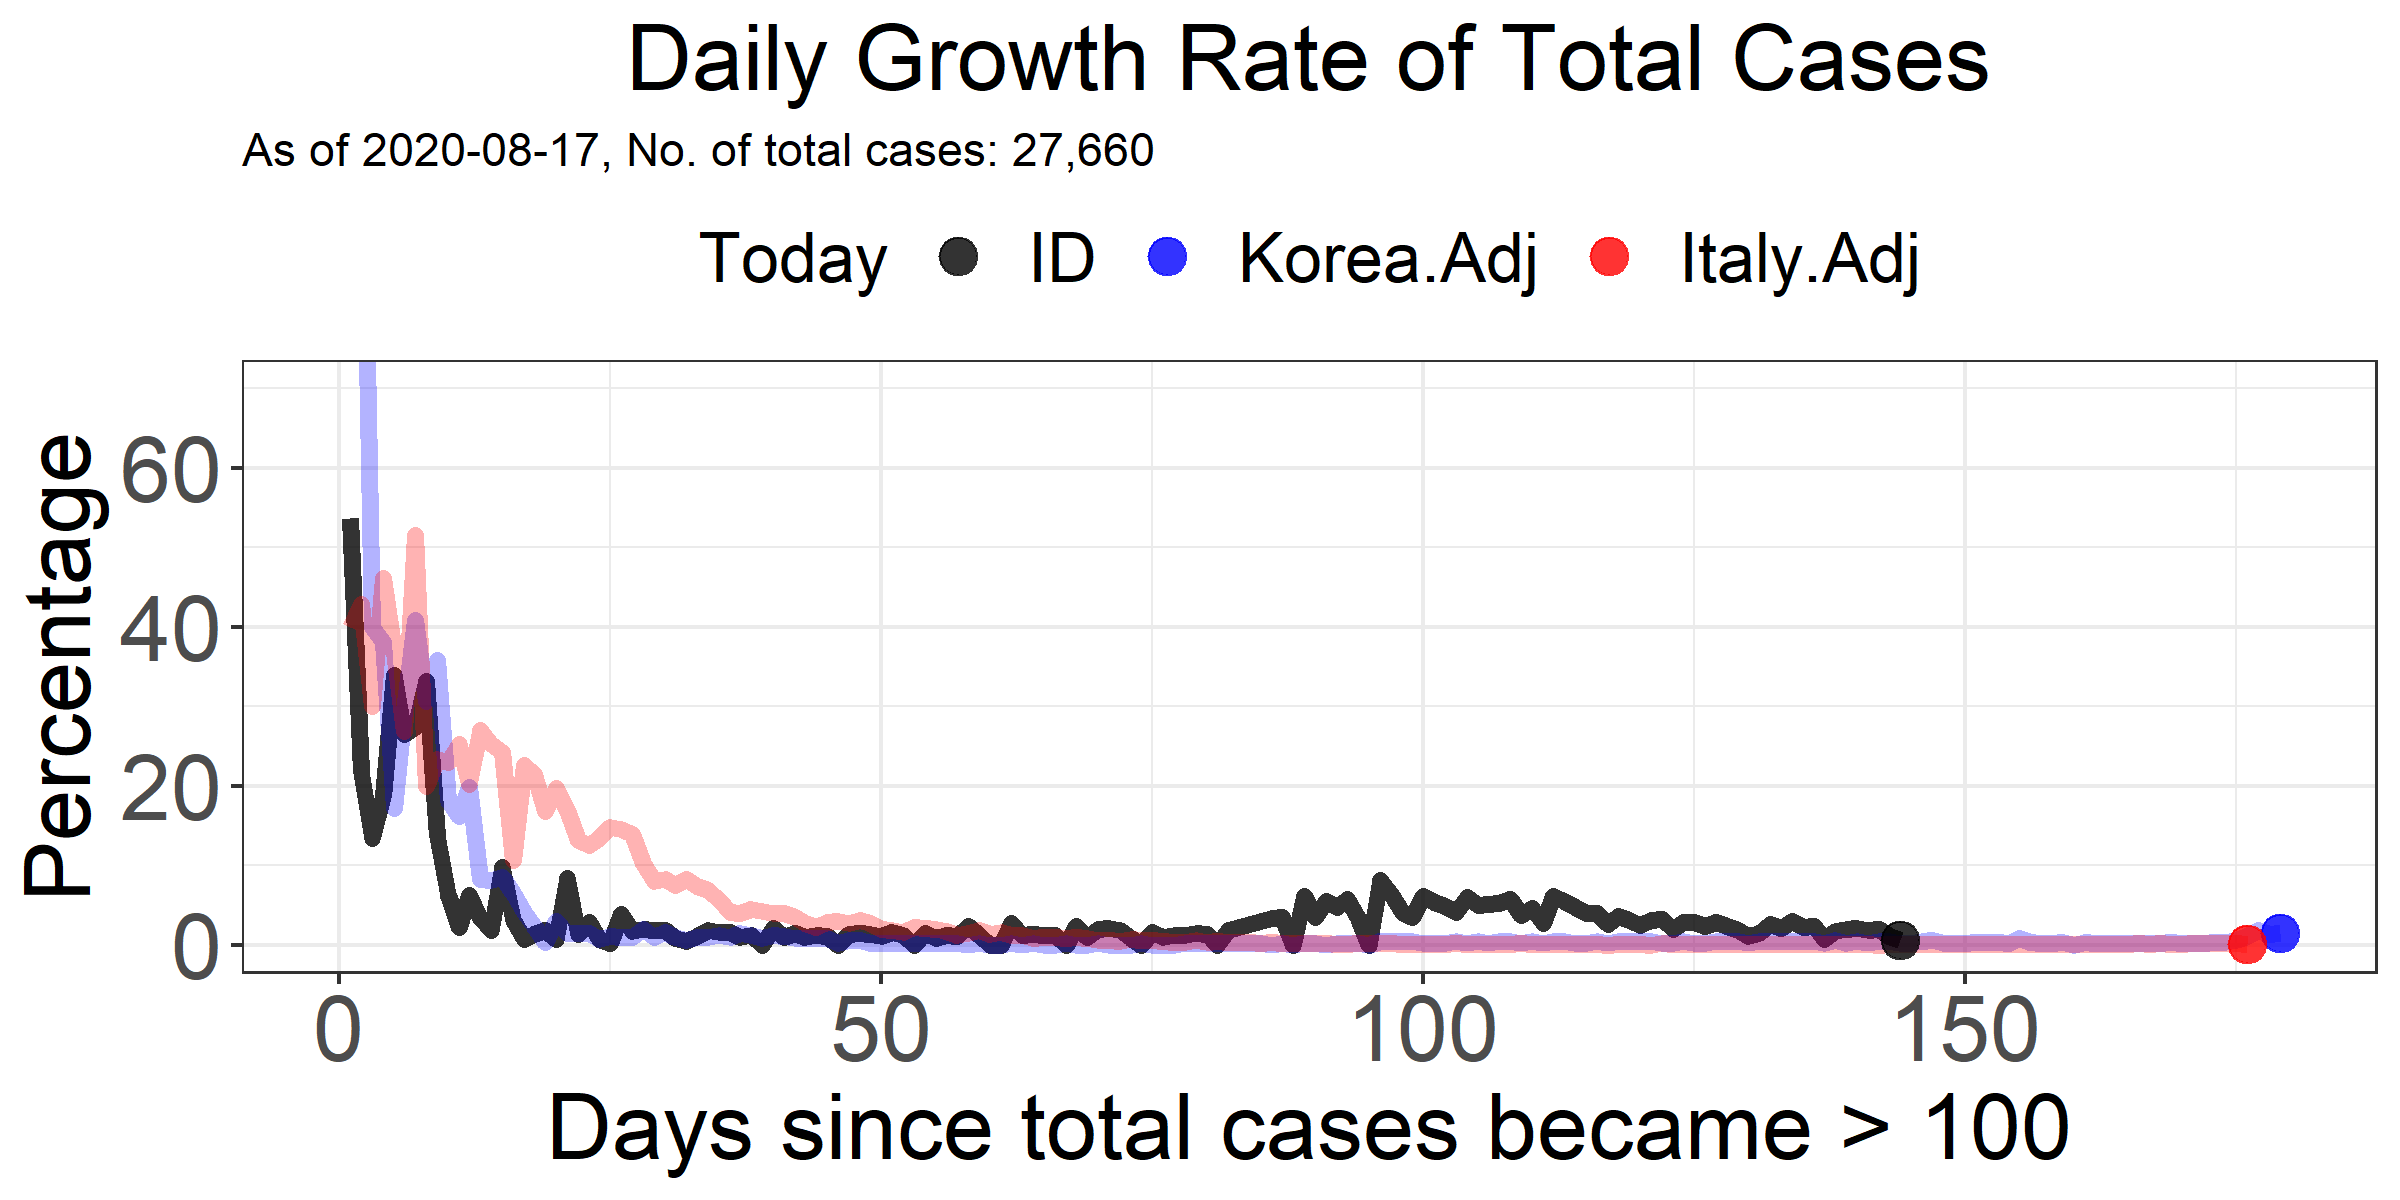 Daily Growth Rate of Total Cases
As of 2020-08-17, No. of total cases: 27,660
Today ID Korea.Adj Italy.Adj
Percentage
60
40
20
0
0 50 100 150
Days since total cases became > 100